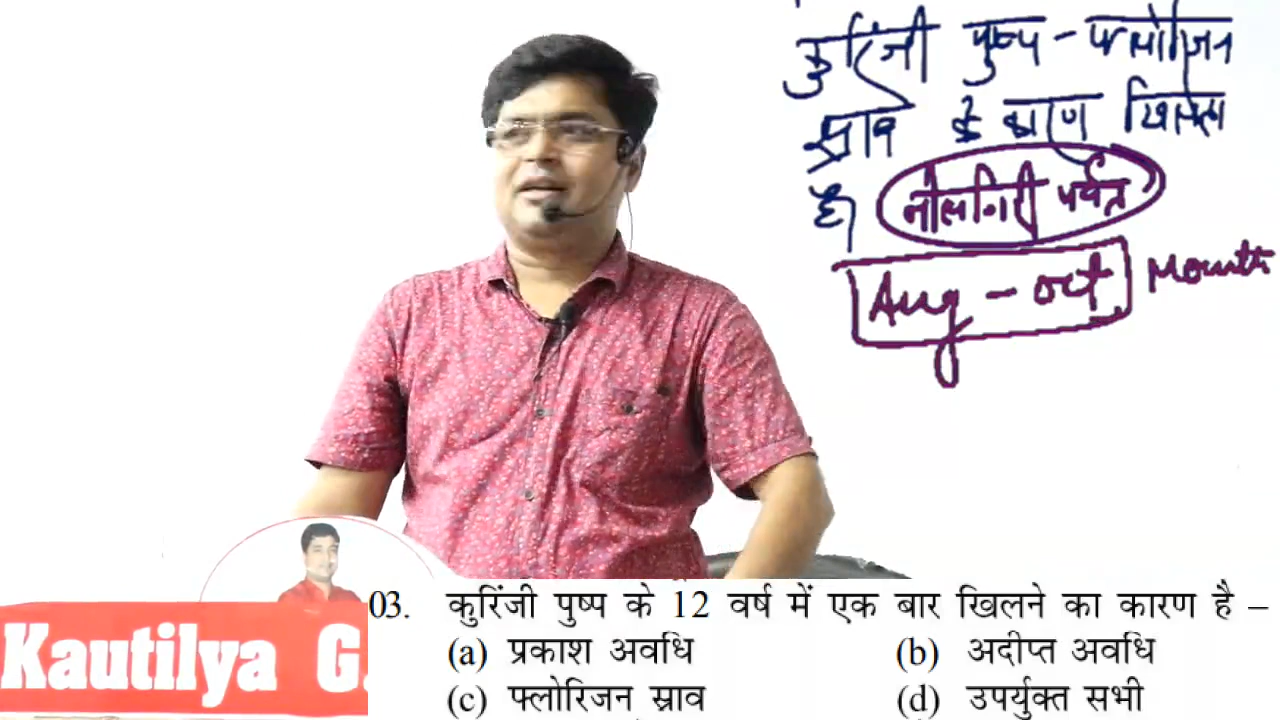 कुरिंजी पुष्प - फ्लोरिजन
स्राव के कारण खिलता
है।
नीलगिरी पर्वत
Aug - oct Month
03. कुरिंजी पुष्प के 12 वर्ष में एक बार खिलने का कारण है –
(a) प्रकाश अवधि (b) अदीप्त अवधि
(c) फ्लोरिजन स्राव (d) उपर्युक्त सभी
Kautilya G.